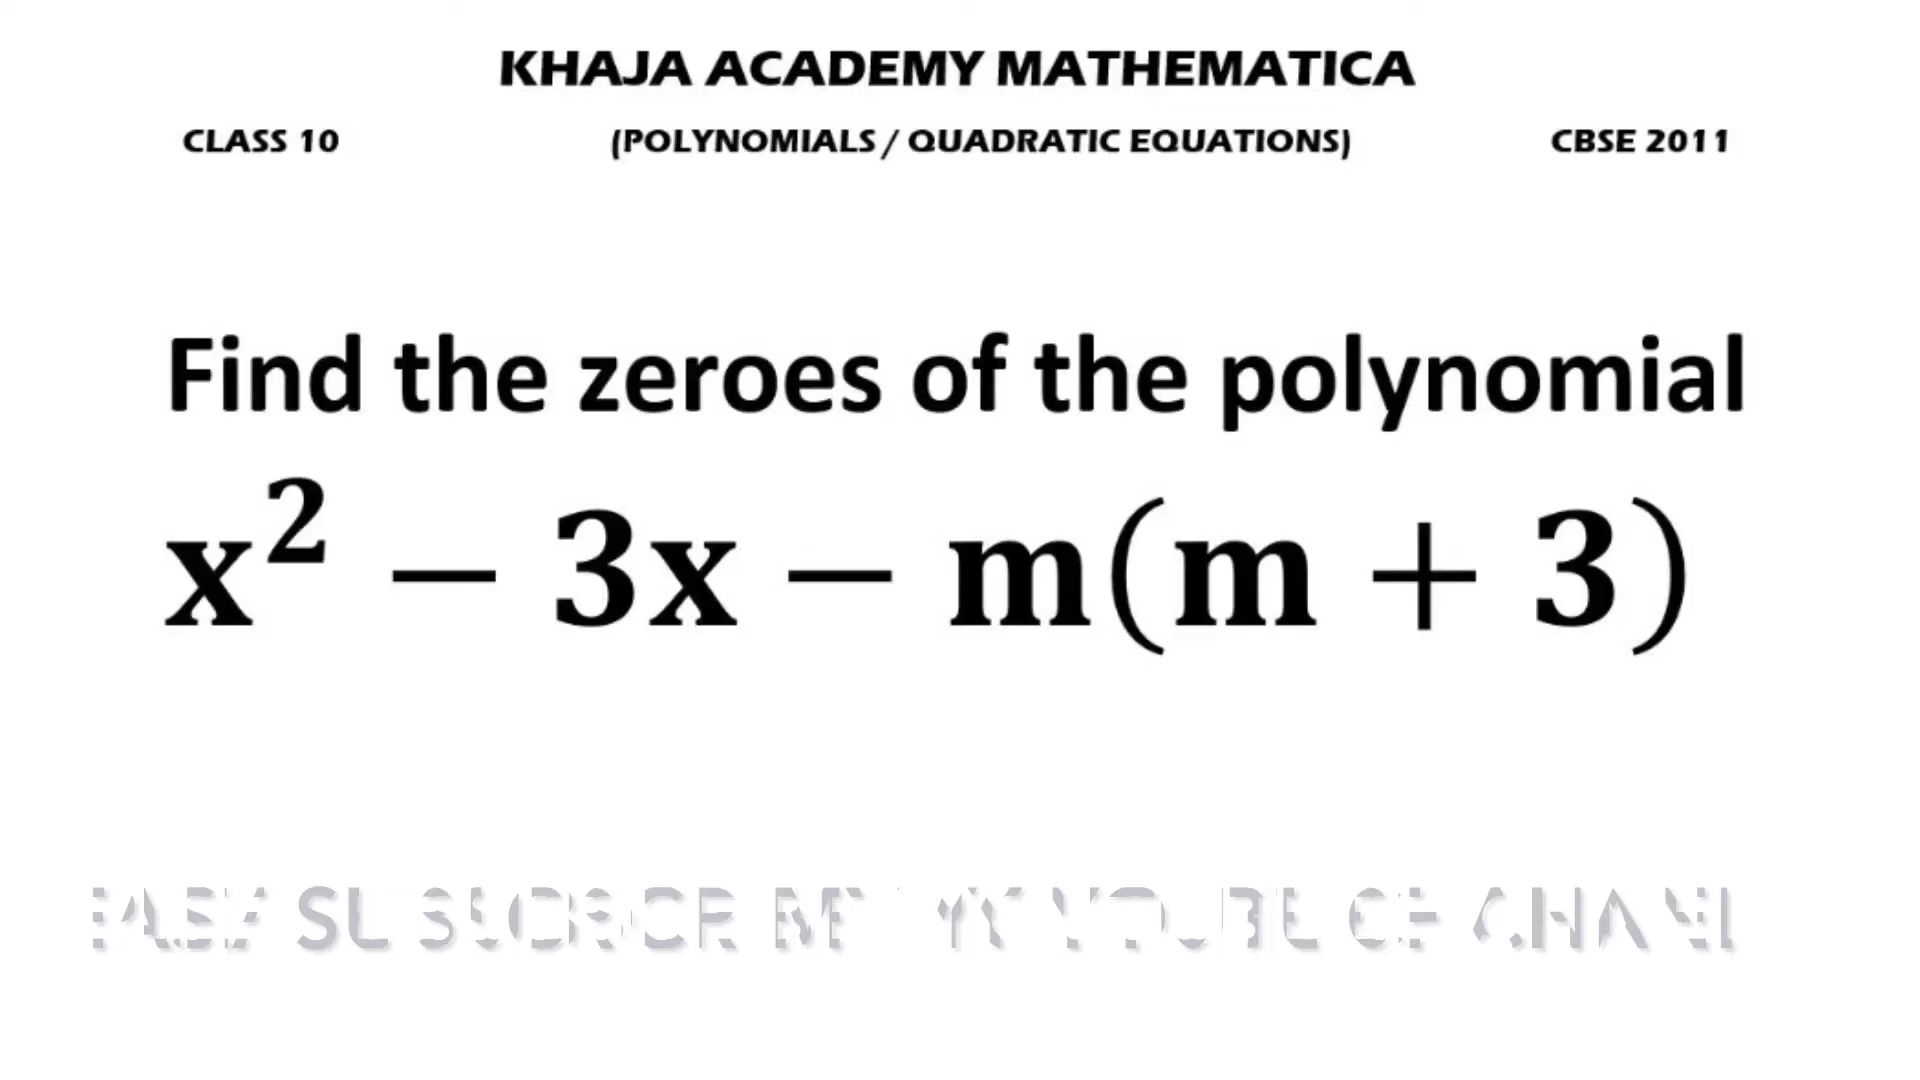 KHAJA ACADEMY MATHEMATICA
CLASS 10 (POLYNOMIALS / QUADRATIC EQUATIONS) CBSE 2011
Find the zeroes of the polynomial
x² − 3x − m(m + 3)